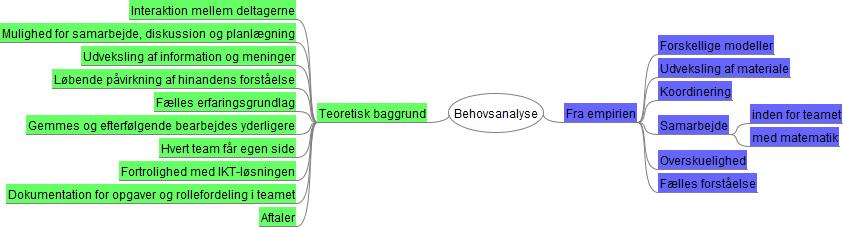 Interaktion mellem deltagerne
Mulighed for samarbejde, diskussion og planlægning
Udveksling af information og meninger
Løbende påvirkning af hinandens forståelse
Fælles erfaringsgrundlag
Gemmes og efterfølgende bearbejdes yderligere
Hvert team får egen side
Fortrolighed med IKT-løsningen
Dokumentation for opgaver og rollefordeling i teamet
Aftaler
Teoretisk baggrund
Behovsanalyse
Fra empirien
Forskellige modeller
Udveksling af materiale
Koordinering
Samarbejde
inden for teamet
med matematik
Overskuelighed
Fælles forståelse